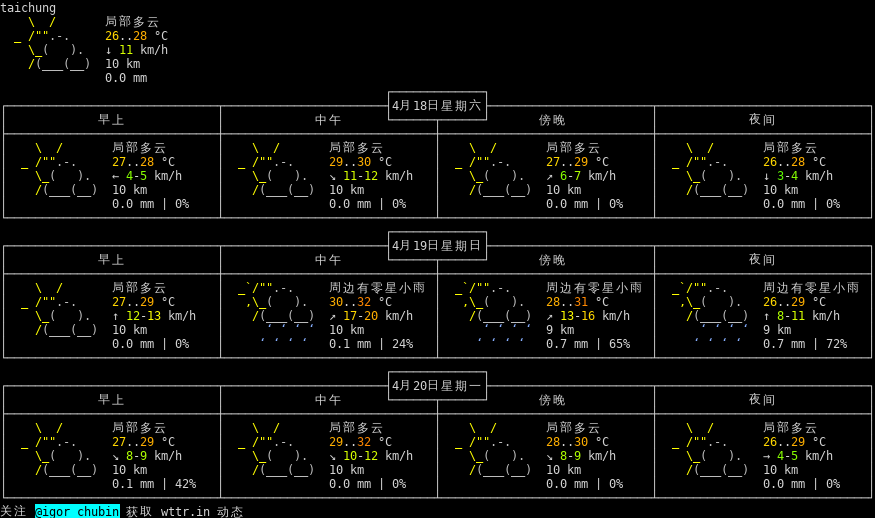 taichung
局部多云
26..28 °C
↓ 11 km/h
10 km
0.0 mm
4月18日星期六
早上 中午 傍晚 夜间
局部多云 局部多云 局部多云 局部多云
27..28 °C 29..30 °C 27..29 °C 26..28 °C
← 4-5 km/h ↘ 11-12 km/h ↗ 6-7 km/h ↓ 3-4 km/h
10 km 10 km 10 km 10 km
0.0 mm | 0% 0.0 mm | 0% 0.0 mm | 0% 0.0 mm | 0%
4月19日星期日
早上 中午 傍晚 夜间
局部多云 周边有零星小雨 周边有零星小雨 周边有零星小雨
27..29 °C 30..32 °C 28..31 °C 26..29 °C
↑ 12-13 km/h ↗ 17-20 km/h ↗ 13-16 km/h ↑ 8-11 km/h
10 km 10 km 9 km 9 km
0.0 mm | 0% 0.1 mm | 24% 0.7 mm | 65% 0.7 mm | 72%
4月20日星期一
早上 中午 傍晚 夜间
局部多云 局部多云 局部多云 局部多云
27..29 °C 29..32 °C 28..30 °C 26..29 °C
↘ 8-9 km/h ↘ 10-12 km/h ↘ 8-9 km/h → 4-5 km/h
10 km 10 km 10 km 10 km
0.1 mm | 42% 0.0 mm | 0% 0.0 mm | 0% 0.0 mm | 0%
关注 @igor_chubin 获取 wttr.in 动态